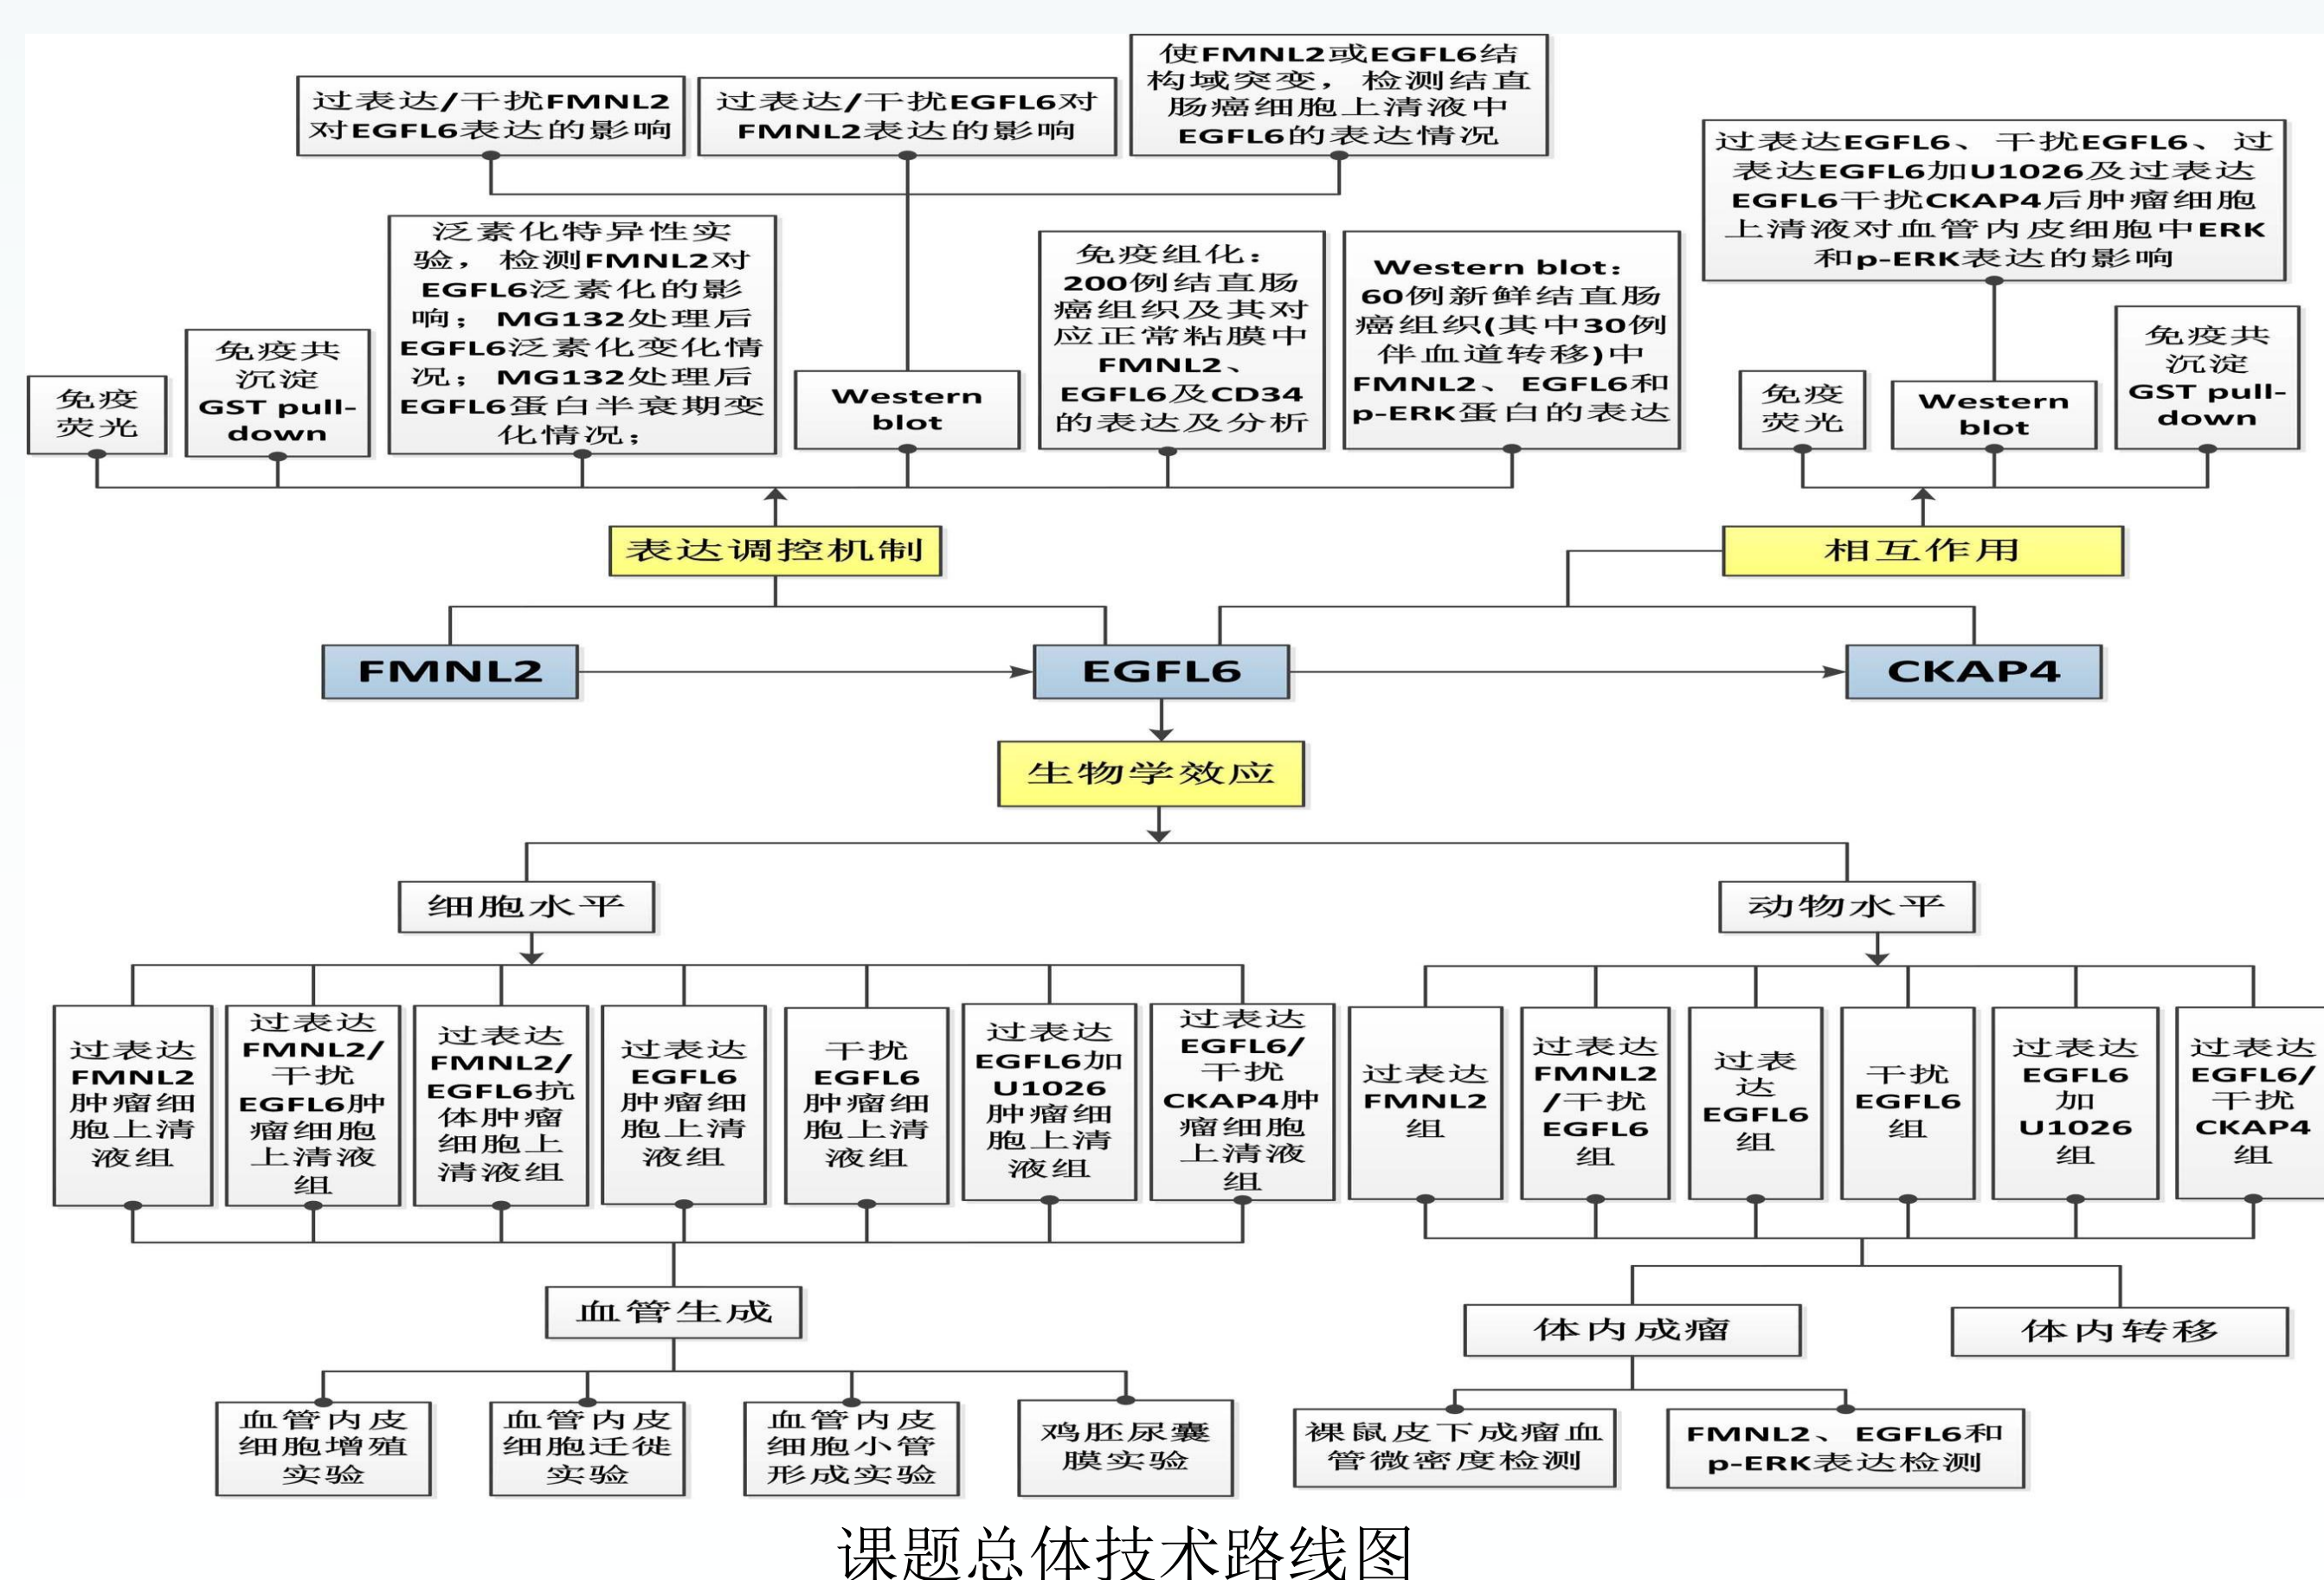 使FMNL2或EGFL6结
构域突变，检测结直
肠癌细胞上清液中
EGFL6的表达情况
过表达/干扰FMNL2
对EGFL6表达的影响
过表达/干扰EGFL6对
FMNL2表达的影响
过表达EGFL6、干扰EGFL6、过
表达EGFL6加U1026及过表达
EGFL6干扰CKAP4后肿瘤细胞
上清液对血管内皮细胞中ERK
和p-ERK表达的影响
免疫
荧光
免疫共
沉淀
GST pull-
down
泛素化特异性实
验，检测FMNL2对
EGFL6泛素化的影
响；MG132处理后
EGFL6泛素化变化情
况；MG132处理后
EGFL6蛋白半衰期变
化情况；
Western
blot
免疫组化：
200例结直肠
癌组织及其对
应正常粘膜中
FMNL2、
EGFL6及CD34
的表达及分析
Western blot：
60例新鲜结直肠
癌组织(其中30例
伴血道转移)中
FMNL2、EGFL6和
p-ERK蛋白的表达
免疫
荧光
Western
blot
免疫共
沉淀
GST pull-
down
表达调控机制
相互作用
FMNL2
EGFL6
CKAP4
生物学效应
细胞水平
动物水平
过表达
FMNL2
肿瘤细
胞上清
液组
过表达
FMNL2/
干扰
EGFL6肿
瘤细胞
上清液
组
过表达
FMNL2/
EGFL6抗
体肿瘤
细胞上
清液组
过表达
EGFL6
肿瘤细
胞上清
液组
干扰
EGFL6
肿瘤细
胞上清
液组
过表达
EGFL6加
U1026
肿瘤细
胞上清
液组
过表达
EGFL6/
干扰
CKAP4肿
瘤细胞
上清液
组
过表达
FMNL2
组
过表达
FMNL2
/干扰
EGFL6
组
过表
达
EGFL6
组
干扰
EGFL6
组
过表达
EGFL6
加
U1026
组
过表达
EGFL6/
干扰
CKAP4
组
血管生成
体内成瘤
体内转移
血管内皮
细胞增殖
实验
血管内皮
细胞迁徙
实验
血管内皮
细胞小管
形成实验
鸡胚尿囊
膜实验
裸鼠皮下成瘤血
管微密度检测
FMNL2、EGFL6和
p-ERK表达检测
课题总体技术路线图